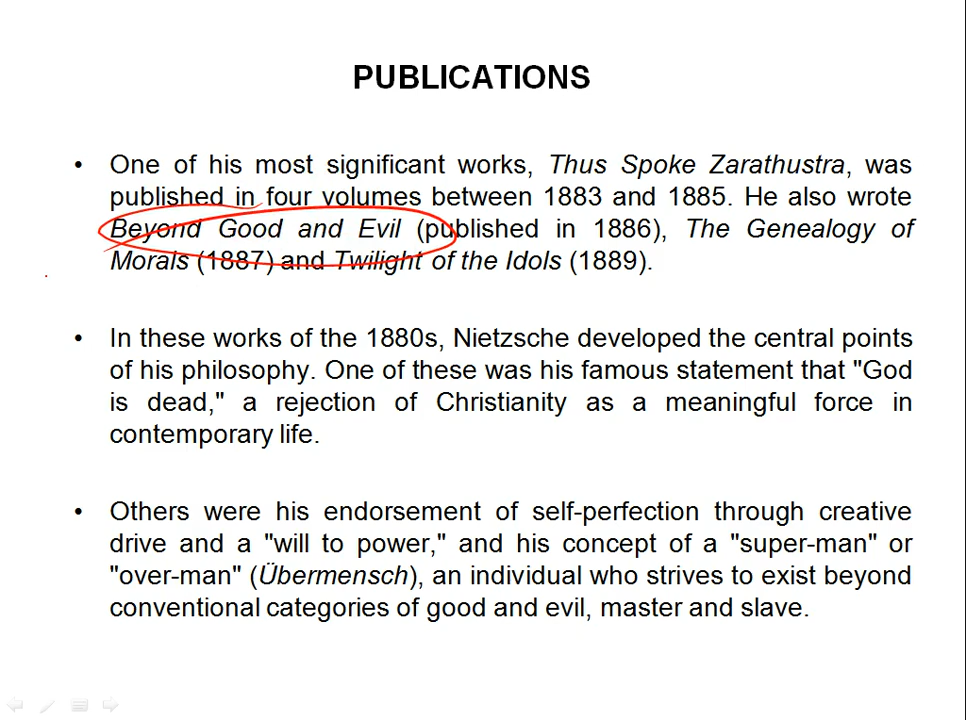 PUBLICATIONS
• One of his most significant works, Thus Spoke Zarathustra, was
published in four volumes between 1883 and 1885. He also wrote
Beyond Good and Evil (published in 1886), The Genealogy of
Morals (1887) and Twilight of the Idols (1889).
• In these works of the 1880s, Nietzsche developed the central points
of his philosophy. One of these was his famous statement that "God
is dead," a rejection of Christianity as a meaningful force in
contemporary life.
• Others were his endorsement of self-perfection through creative
drive and a "will to power," and his concept of a "super-man" or
"over-man" (Übermensch), an individual who strives to exist beyond
conventional categories of good and evil, master and slave.